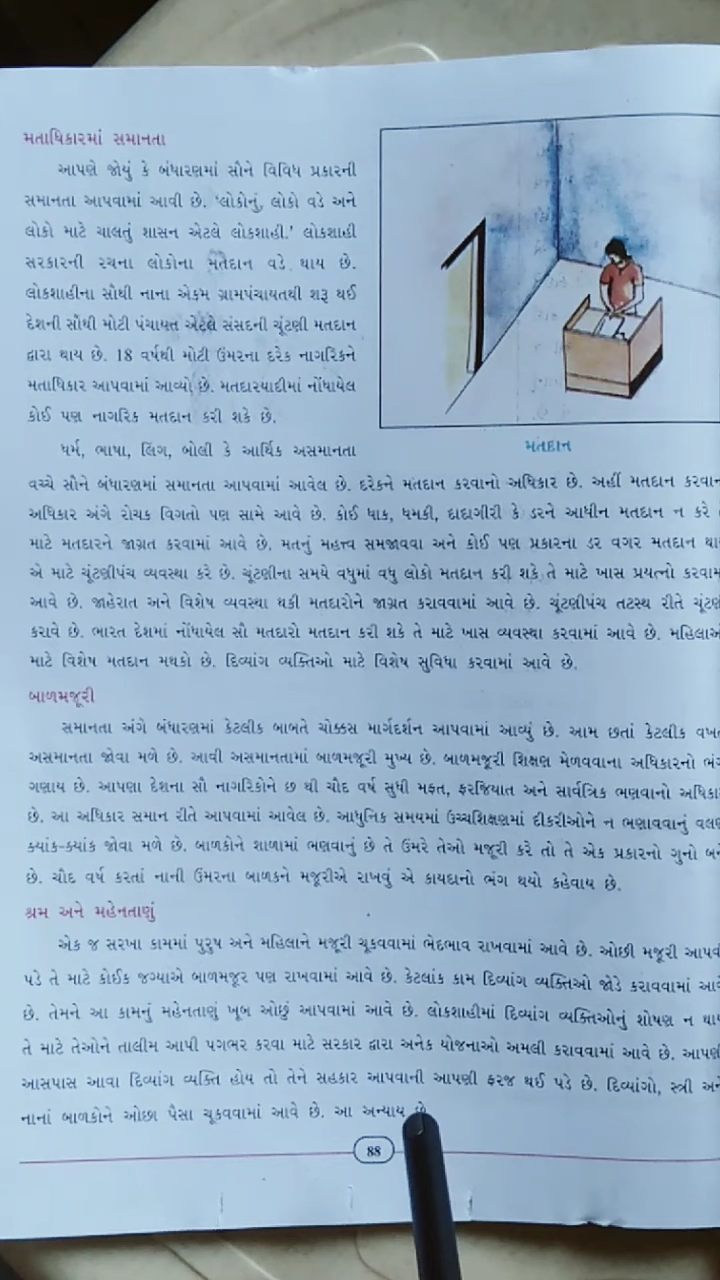 મતાધિકારમાં સમાનતા
આપણે જોયું કે બંધારણમાં સૌને વિવિધ પ્રકારની
સમાનતા આપવામાં આવી છે. ‘લોકોનું, લોકો વડે અને
લોકો માટે ચાલતું શાસન એટલે લોકશાહી.’ લોકશાહી
સરકારની રચના લોકોના મતદાન વડે થાય છે.
લોકશાહીના સૌથી નાના એકમ ગ્રામપંચાયતથી શરૂ થઈ
દેશની સૌથી મોટી પંચાયત એટલે સંસદની ચૂંટણી મતદાન
દ્વારા થાય છે. 18 વર્ષથી મોટી ઉંમરના દરેક નાગરિકને
મતાધિકાર આપવામાં આવ્યો છે. મતદારયાદીમાં નોંધાયેલ
કોઈ પણ નાગરિક મતદાન કરી શકે છે.
મતદાન
ધર્મ, ભાષા, લિંગ, બોલી કે આર્થિક અસમાનતા
વચ્ચે સૌને બંધારણમાં સમાનતા આપવામાં આવેલ છે. દરેકને મતદાન કરવાનો અધિકાર છે. અહીં મતદાન
અધિકાર અંગે રોચક વિગતો પણ સામે આવે છે. કોઈ ધાક, ધમકી, દાદાગીરી કે ડરને આધીન મતદાન ન કરે
માટે મતદારને જાગ્રત કરવામાં આવે છે. મતનું મહત્ત્વ સમજાવવા અને કોઈ પણ પ્રકારના ડર વગર મતદાન
એ માટે ચૂંટણીપંચ વ્યવસ્થા કરે છે. ચૂંટણીના સમયે વધુમાં વધુ લોકો મતદાન કરી શકે તે માટે ખાસ પ્રયત્નો
આવે છે. જાહેરાત અને વિશેષ વ્યવસ્થા થકી મતદારોને જાગ્રત કરાવવામાં આવે છે. ચૂંટણીપંચ તટસ્થ રીતે
કરાવે છે. ભારત દેશમાં નોંધાયેલ સૌ મતદારો મતદાન કરી શકે તે માટે ખાસ વ્યવસ્થા કરવામાં આવે છે.
માટે વિશેષ મતદાન મથકો છે. દિવ્યાંગ વ્યક્તિઓ માટે વિશેષ સુવિધા કરવામાં આવે છે.
બાળમજૂરી
સમાનતા અંગે બંધારણમાં કેટલીક બાબતે ચોક્કસ માર્ગદર્શન આપવામાં આવ્યું છે. આમ છતાં કેટલીક
અસમાનતા જોવા મળે છે. આવી અસમાનતામાં બાળમજૂરી મુખ્ય છે. બાળમજૂરી શિક્ષણ મેળવવાના અધિકારનો
ગણાય છે. આપણા દેશના સૌ નાગરિકોને છ થી ચૌદ વર્ષ સુધી મફત, ફરજિયાત અને સાર્વત્રિક ભણવાનો
છે. આ અધિકાર સમાન રીતે આપવામાં આવેલ છે. આધુનિક સમયમાં ઉચ્ચશિક્ષણમાં દીકરીઓને ન ભણાવવાનું
ક્યાંક-ક્યાંક જોવા મળે છે. બાળકોને શાળામાં ભણવાનું છે તે ઉંમરે તેઓ મજૂરી કરે તો તે એક પ્રકારનો ગુનો
છે. ચૌદ વર્ષ કરતાં નાની ઉંમરના બાળકને મજૂરીએ રાખવું એ કાયદાનો ભંગ થયો કહેવાય છે.
શ્રમ અને મહેનતાણું
એક જ સરખા કામમાં પુરુષ અને મહિલાને મજૂરી ચૂકવવામાં ભેદભાવ રાખવામાં આવે છે. ઓછી મજૂરી
પડે તે માટે કોઈક જગ્યાએ બાળમજૂર પણ રાખવામાં આવે છે. કેટલાંક કામ દિવ્યાંગ વ્યક્તિઓ જોડે કરાવવામાં
છે. તેમને આ કામનું મહેનતાણું ખૂબ ઓછું આપવામાં આવે છે. લોકશાહીમાં દિવ્યાંગ વ્યક્તિઓનું શોષણ ન
તે માટે તેઓને તાલીમ આપી પગભર કરવા માટે સરકાર દ્વારા અનેક યોજનાઓ અમલી કરાવવામાં આવે છે.
આસપાસ આવા દિવ્યાંગ વ્યક્તિ હોય તો તેને સહકાર આપવાની આપણી ફરજ થઈ પડે છે. દિવ્યાંગો, સ્ત્રી
નાનાં બાળકોને ઓછા પૈસા ચૂકવવામાં આવે છે. આ અન્યાય છે
88